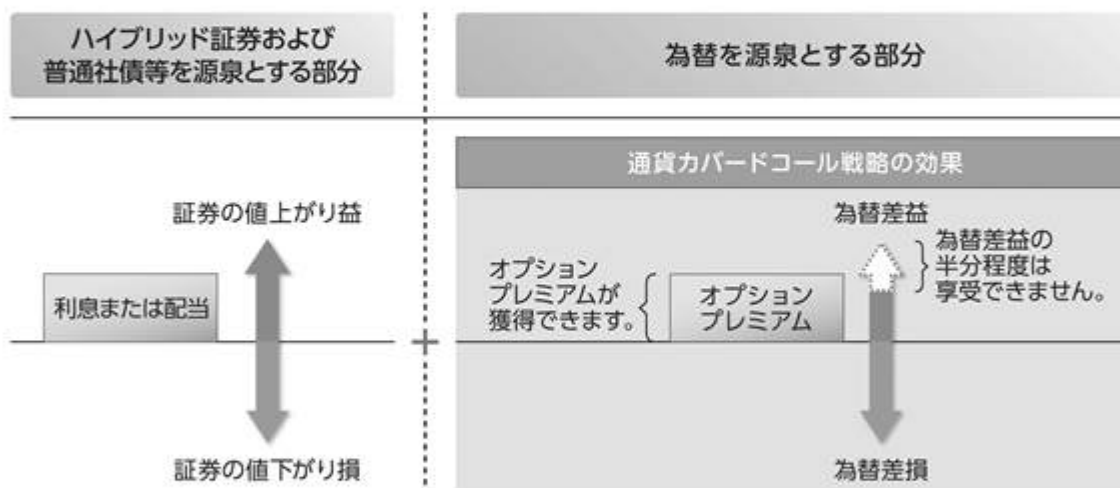 ハイブリッド証券および
普通社債等を源泉とする部分
為替を源泉とする部分
通貨カバードコール戦略の効果
証券の値上がり益
利息または配当
証券の値下がり損
+
オプション
プレミアムが
獲得できます。
オプション
プレミアム
為替差益
為替差益の
半分程度は
享受できません。
為替差損